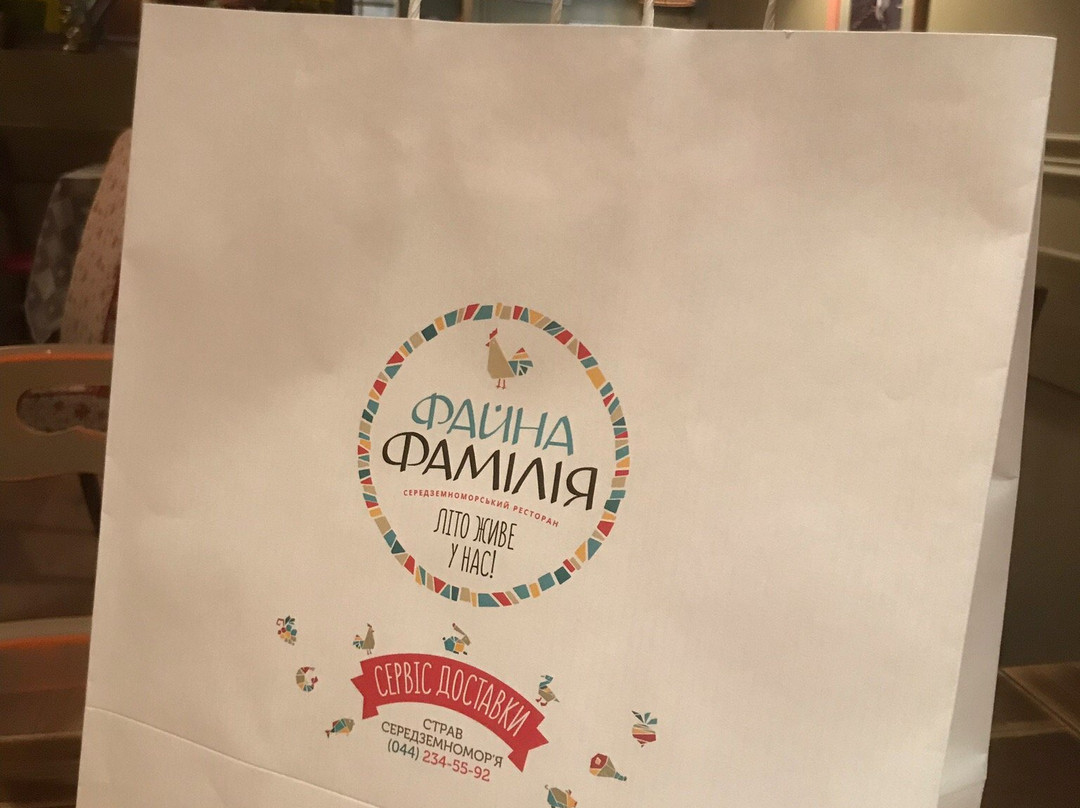 ФАЙНА
ФАМІЛІЯ
СЕРЕДЗЕМНОМОРСЬКИЙ РЕСТОРАН
ЛІТО ЖИВЕ
У НАС!
СЕРВІС ДОСТАВКИ
СТРАВ
СЕРЕДЗЕМНОМОР'Я
(044) 234-55-92